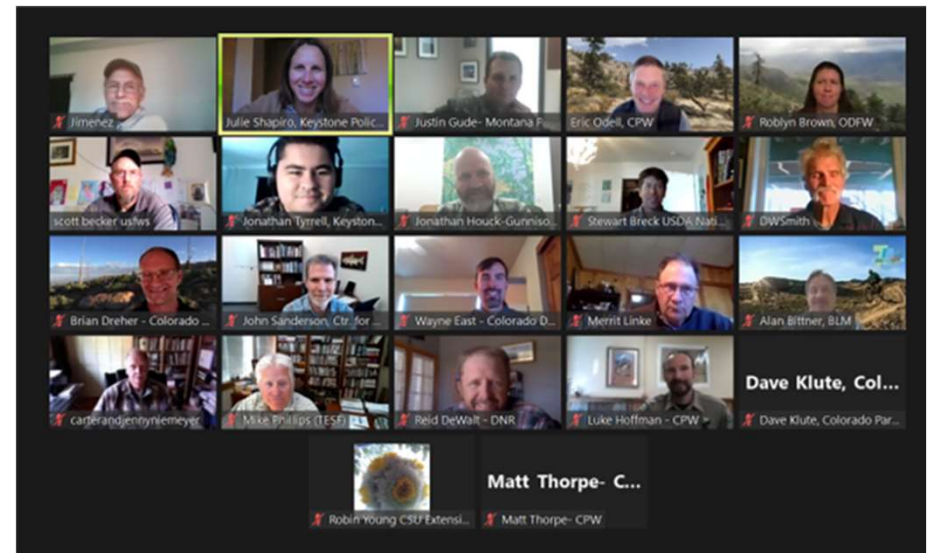 Jimenez
Julie Shapiro, Keystone Polic...
Justin Gude- Montana F...
Eric Odell, CPW
Roblyn Brown, ODFW
scott becker usfws
Jonathan Tyrrell, Keyston...
Jonathan Houck-Gunniso...
Stewart Breck USDA Nati...
DWSmith
Brian Dreher - Colorado ...
John Sanderson, Ctr. for ...
Wayne East - Colorado D...
Merrit Linke
Alan Bittner, BLM
carterandjennyniemeyer
Mike Phillips (TESF)
Reid DeWalt - DNR
Luke Hoffman - CPW
Dave Klute, Col...
Dave Klute, Colorado Par...
Robin Young CSU Extensi...
Matt Thorpe- C...
Matt Thorpe- CPW